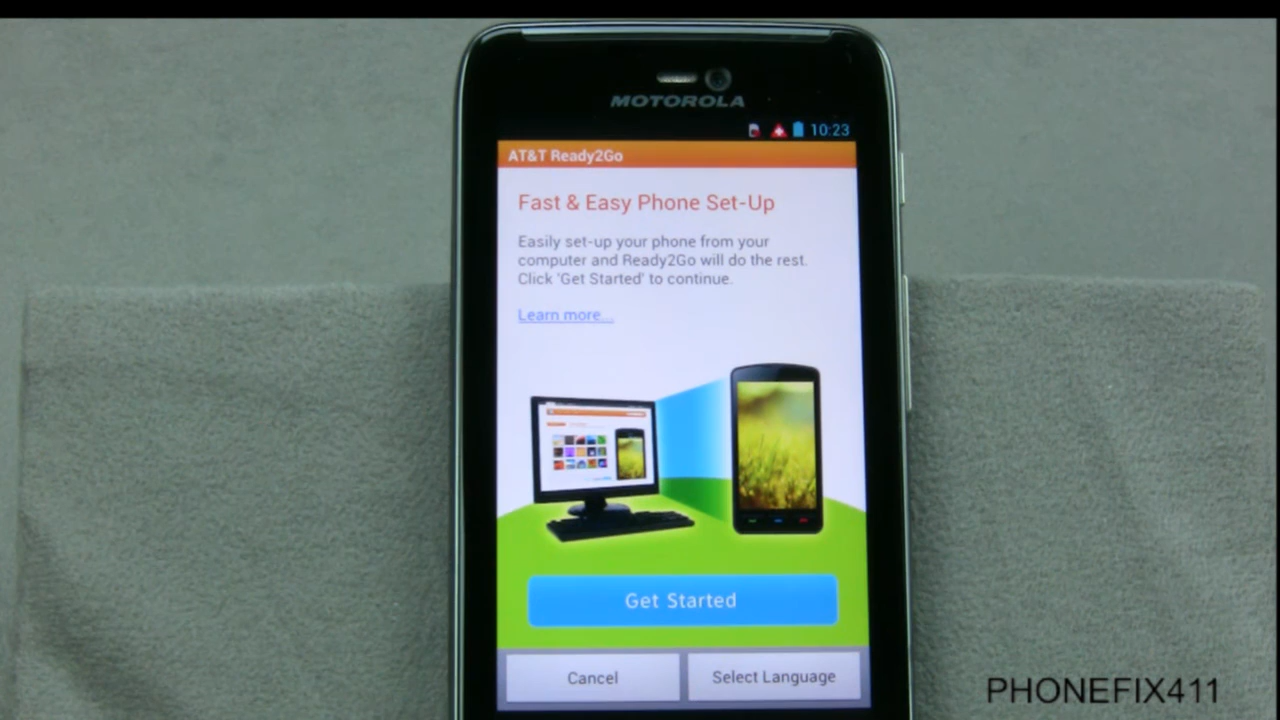 MOTOROLA
10:23
AT&T Ready2Go
Fast & Easy Phone Set-Up
Easily set-up your phone from your
computer and Ready2Go will do the rest.
Click 'Get Started' to continue.
Learn more...
Get Started
Cancel
Select Language
PHONEFIX411